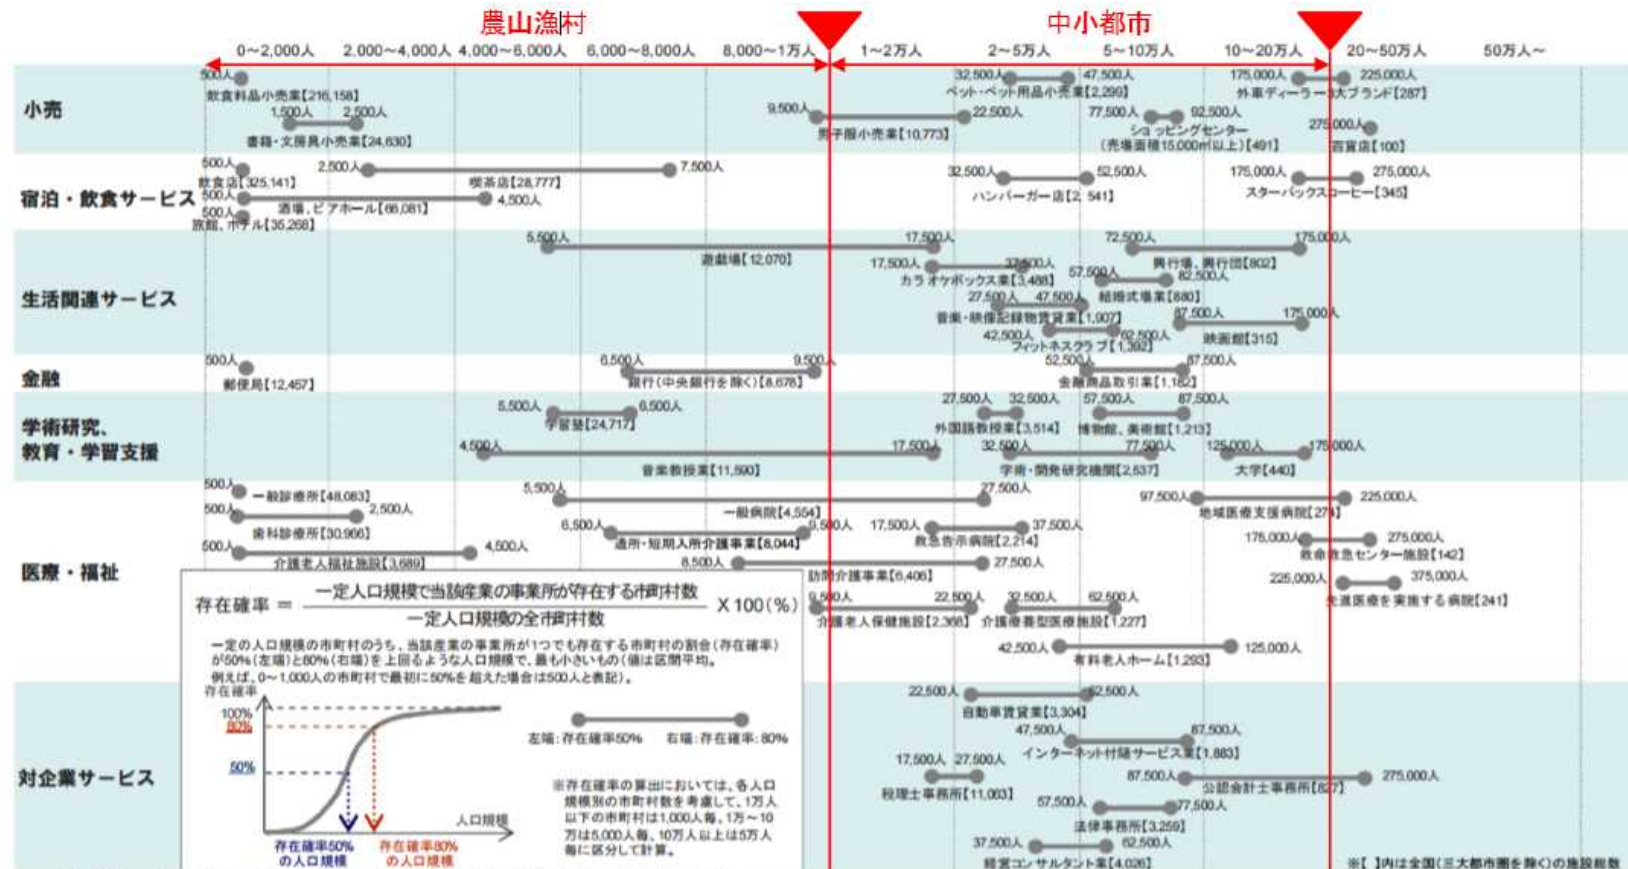 農山漁村
中小都市
0～2,000人 2,000～4,000人 4,000～6,000人 6,000～8,000人 8,000～1万人 1～2万人 2～5万人 5～10万人 10～20万人 20～50万人 50万人～
小売
500人
飲食料品小売業【216,158】
1,500人 2,500人
書籍・文房具小売業【24,630】
9,500人 22,500人
男子服小売業【10,773】
32,500人 47,500人
ペット・ペット用品小売業【2,299】
77,500人 92,500人
ショッピングセンター
（売場面積15,000㎡以上）【491】
175,000人 225,000人
外車ディーラー3大ブランド【287】
275,000人
百貨店【100】
宿泊・飲食サービス
500人
飲食店【325,141】
2,500人 7,500人
喫茶店【28,777】
500人 4,500人
酒場、ビアホール【66,081】
500人
旅館、ホテル【35,268】
32,500人 52,500人
ハンバーガー店【2,541】
175,000人 275,000人
スターバックスコーヒー【345】
生活関連サービス
5,500人 17,500人
遊戯場【12,070】
17,500人 37,500人
カラオケボックス業【3,488】
27,500人 47,500人
音楽・映像記録物賃貸業【1,907】
42,500人 62,500人
フィットネスクラブ【1,392】
72,500人 175,000人
興行場、興行団【802】
57,500人 82,500人
結婚式場業【880】
87,500人 175,000人
映画館【315】
金融
500人
郵便局【12,457】
6,500人 9,500人
銀行（中央銀行を除く）【8,678】
52,500人 87,500人
金融商品取引業【1,182】
学術研究、
教育・学習支援
5,500人 6,500人
学習塾【24,717】
4,500人 17,500人
音楽教授業【11,590】
27,500人 32,500人
外国語教授業【3,514】
57,500人 87,500人
博物館、美術館【1,213】
32,500人 77,500人
学術・開発研究機関【2,537】
125,000人 175,000人
大学【440】
医療・福祉
500人
一般診療所【48,083】
500人 2,500人
歯科診療所【30,966】
500人 4,500人
介護老人福祉施設【3,689】
5,500人 27,500人
一般病院【4,554】
6,500人 9,500人
通所・短期入所介護事業【8,044】
17,500人 37,500人
救急告示病院【2,214】
8,500人 27,500人
訪問介護事業【6,406】
9,500人 22,500人
介護老人保健施設【2,368】
32,500人 62,500人
介護療養型医療施設【1,227】
42,500人 125,000人
有料老人ホーム【1,293】
97,500人 225,000人
地域医療支援病院【274】
175,000人 275,000人
救命救急センター施設【142】
225,000人 375,000人
先進医療を実施する病院【241】
対企業サービス
22,500人 62,500人
自動車賃貸業【3,304】
47,500人 87,500人
インターネット付随サービス業【1,883】
17,500人 27,500人
税理士事務所【11,063】
87,500人 275,000人
公認会計士事務所【827】
57,500人 77,500人
法律事務所【3,259】
37,500人 62,500人
経営コンサルタント業【4,026】
存在確率 = 一定人口規模で当該産業の事業所が存在する市町村数
一定人口規模の全市町村数
X 100（%）
一定の人口規模の市町村のうち、当該産業の事業所が1つでも存在する市町村の割合（存在確率）
が50%（左端）と80%（右端）を上回るような人口規模で、最も小さいもの（値は区間平均。
例えば、0～1,000人の市町村で最初に50%を超えた場合は500人と表記）。
存在確率
100%
80%
50%
人口規模
存在確率50%
の人口規模
存在確率80%
の人口規模
左端：存在確率50% 右端：存在確率：80%
※存在確率の算出においては、各人口
規模別の市町村数を考慮して、1万人
以下の市町村は1,000人毎、1万～10
万は5,000人毎、10万人以上は5万人
毎に区分して計算。
※【 】内は全国（三大都市圏を除く）の施設総数